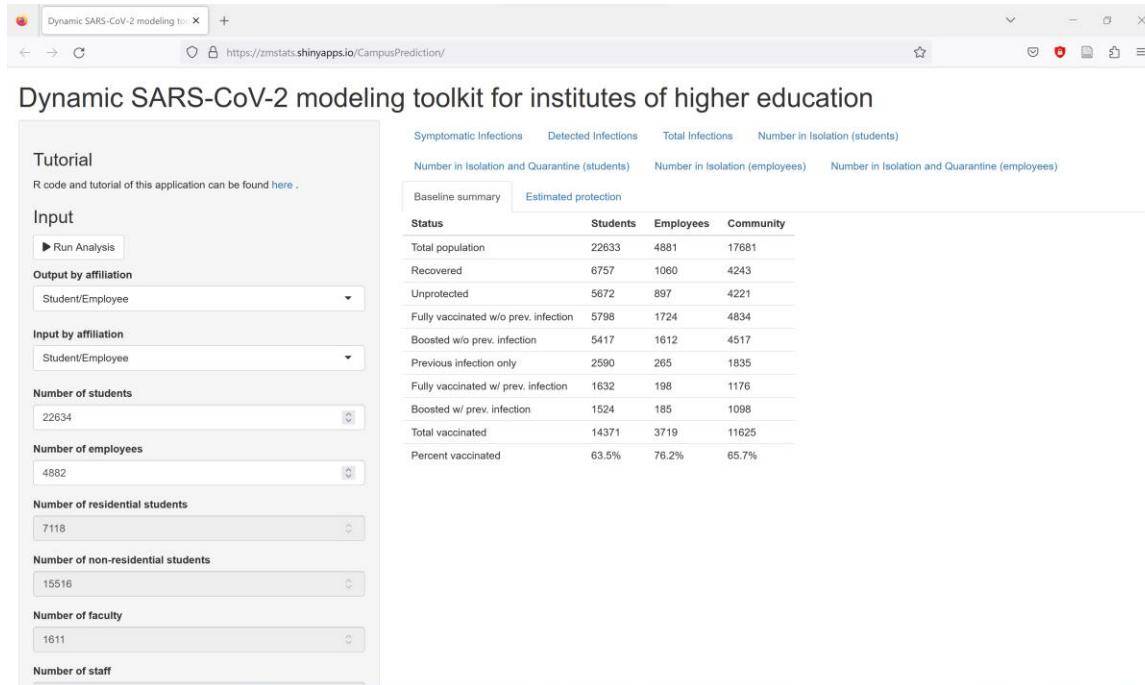 Dynamic SARS-CoV-2 modeling too
https://zmstats.shinyapps.io/CampusPrediction/
Dynamic SARS-CoV-2 modeling toolkit for institutes of higher education
Tutorial
R code and tutorial of this application can be found here .
Input
Run Analysis
Output by affiliation
Student/Employee
Input by affiliation
Student/Employee
Number of students
22634
Number of employees
4882
Number of residential students
7118
Number of non-residential students
15516
Number of faculty
1611
Number of staff
Symptomatic Infections Detected Infections Total Infections Number in Isolation (students)
Number in Isolation and Quarantine (students) Number in Isolation (employees) Number in Isolation and Quarantine (employees)
Baseline summary Estimated protection
Status Students Employees Community
Total population 22633 4881 17681
Recovered 6757 1060 4243
Unprotected 5672 897 4221
Fully vaccinated w/o prev. infection 5798 1724 4834
Boosted w/o prev. infection 5417 1612 4517
Previous infection only 2590 265 1835
Fully vaccinated w/ prev. infection 1632 198 1176
Boosted w/ prev. infection 1524 185 1098
Total vaccinated 14371 3719 11625
Percent vaccinated 63.5% 76.2% 65.7%